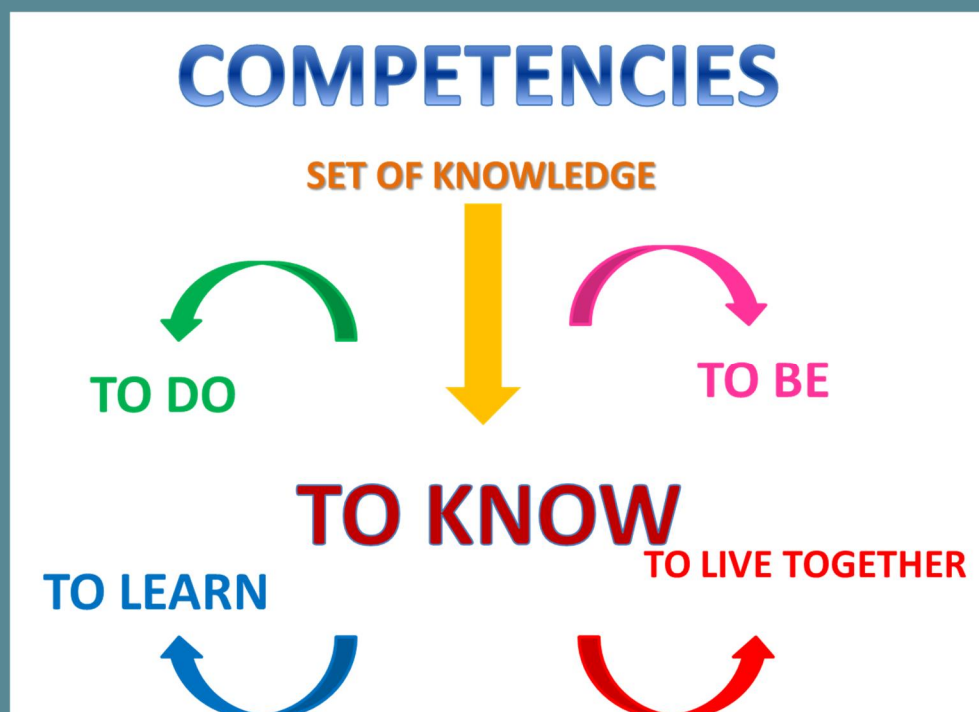 COMPETENCIES
SET OF KNOWLEDGE
TO DO
TO BE
TO KNOW
TO LIVE TOGETHER
TO LEARN